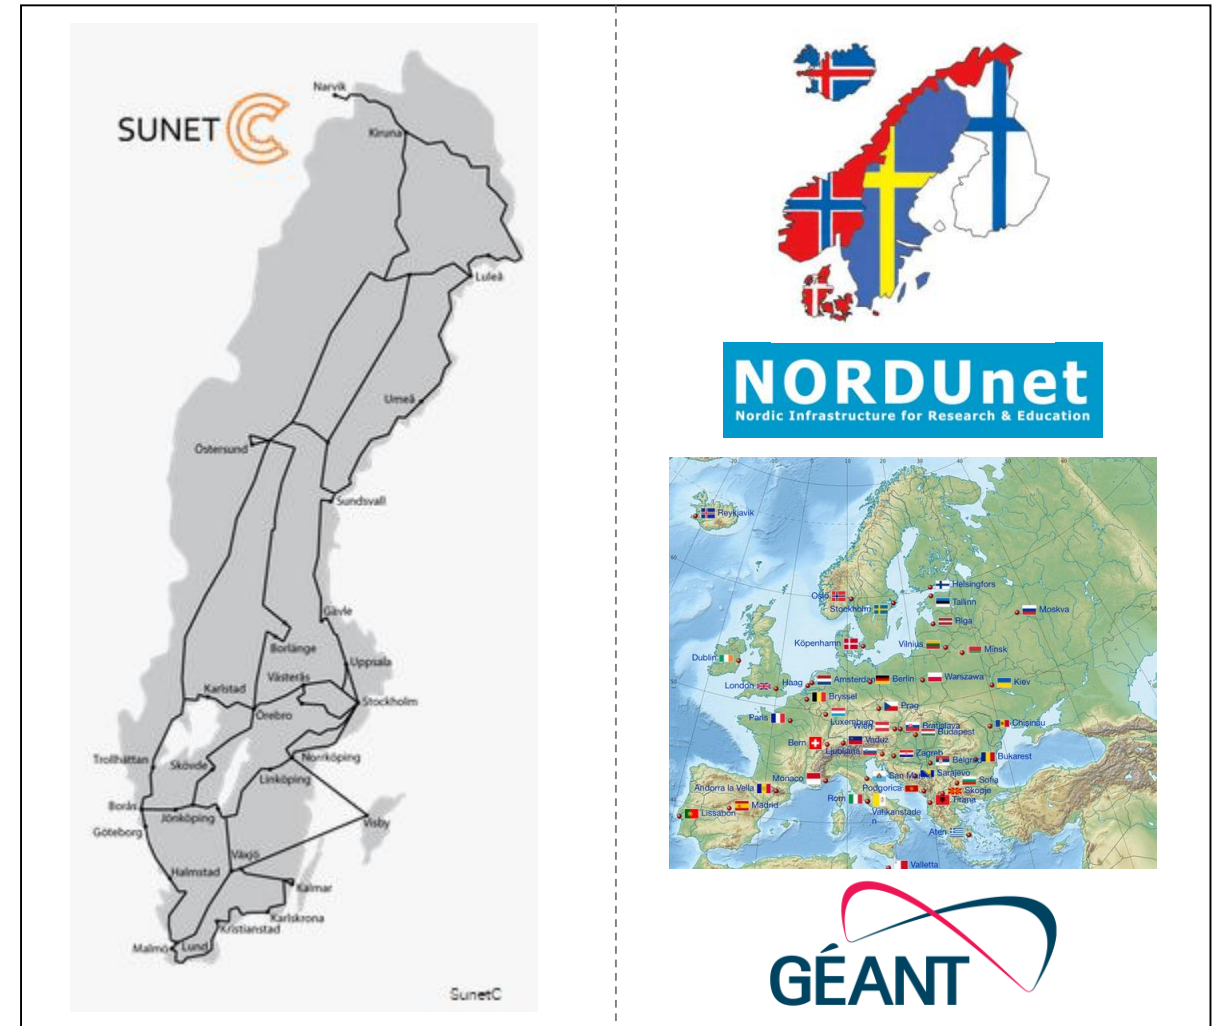 SUNET
Narvik
Kiruna
Luleå
Umeå
Östersund
Sundsvall
Gävle
Borlänge
Uppsala
Västerås
Karlstad
Stockholm
Örebro
Trollhättan
Skövde
Norrköping
Linköping
Borås
Jönköping
Göteborg
Visby
Växjö
Halmstad
Kalmar
Karlskrona
Kristianstad
Malmö
Lund
SunetC
NORDUnet
Nordic Infrastructure for Research & Education
Reykjavik
Helsingfors
Oslo
Tallinn
Stockholm
Moskva
Riga
Köpenhamn
Vilnius
Minsk
Dublin
London
Haag
Amsterdam
Berlin
Warszawa
Kiev
Bryssel
Prag
Paris
Luxemburg
Wien
Bratislava
Chisinau
Budapest
Bern
Vaduz
Ljubljana
Zagreb
Belgrad
Bukarest
Monaco
San Marino
Sarajevo
Sofia
Andorra la Vella
Podgorica
Skopje
Madrid
Rom
Tirana
Lissabon
Vatikanstade
n
Aten
Valletta
GÉANT